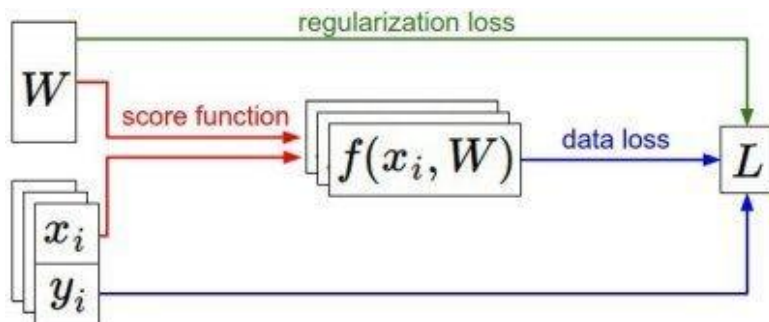 regularization loss
W
score function
f(x_i, W)
data loss
L
x_i
y_i